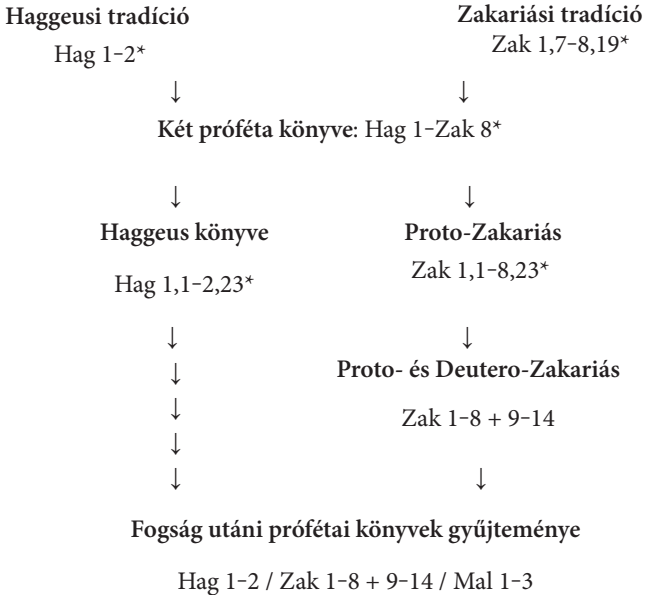 Haggeusi tradíció Zakariási tradíció
Hag 1–2* Zak 1,7–8,19*
↓ ↓
Két próféta könyve: Hag 1–Zak 8*
↓ ↓
Haggeus könyve Proto-Zakariás
Hag 1,1–2,23* Zak 1,1–8,23*
↓ ↓
↓ Proto- és Deutero-Zakariás
↓ Zak 1–8 + 9–14
↓
↓ ↓
Fogság utáni prófétai könyvek gyűjteménye
Hag 1–2 / Zak 1–8 + 9–14 / Mal 1–3